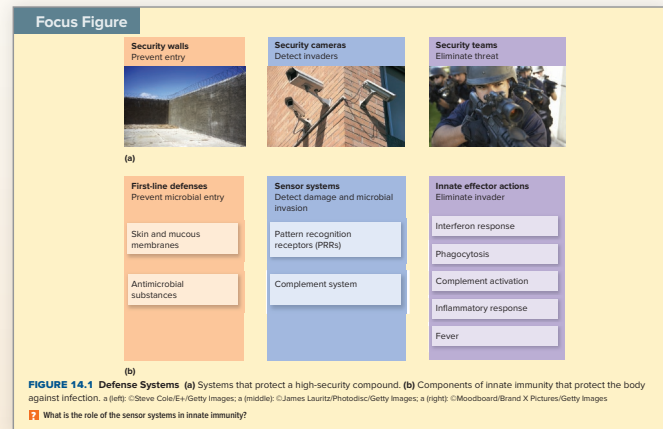 Focus Figure
Security walls
Prevent entry
Security cameras
Detect invaders
Security teams
Eliminate threat
(a)
First-line defenses
Prevent microbial entry
Skin and mucous
membranes
Antimicrobial
substances
Sensor systems
Detect damage and microbial
invasion
Pattern recognition
receptors (PRRs)
Complement system
Innate effector actions
Eliminate invader
Interferon response
Phagocytosis
Complement activation
Inflammatory response
Fever
(b)
FIGURE 14.1 Defense Systems (a) Systems that protect a high-security compound. (b) Components of innate immunity that protect the body
against infection. a (left): ©Steve Cole/E+/Getty Images; a (middle): ©James Lauritz/Photodisc/Getty Images; a (right): ©Moodboard/Brand X Pictures/Getty Images
? What is the role of the sensor systems in innate immunity?